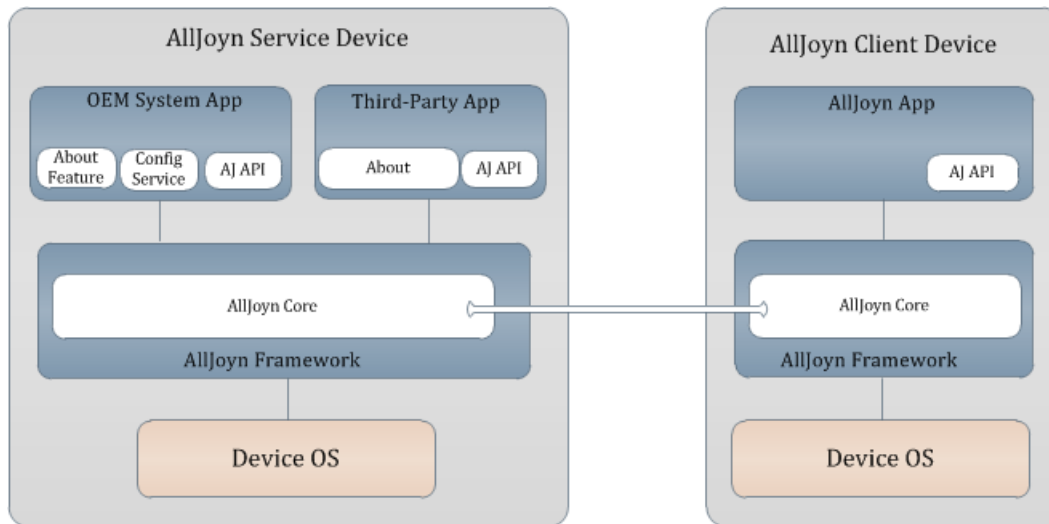 AllJoyn Service Device
OEM System App
About
Feature
Config
Service
AJ API
Third-Party App
About
AJ API
AllJoyn Core
AllJoyn Framework
Device OS
AllJoyn Client Device
AllJoyn App
AJ API
AllJoyn Core
AllJoyn Framework
Device OS